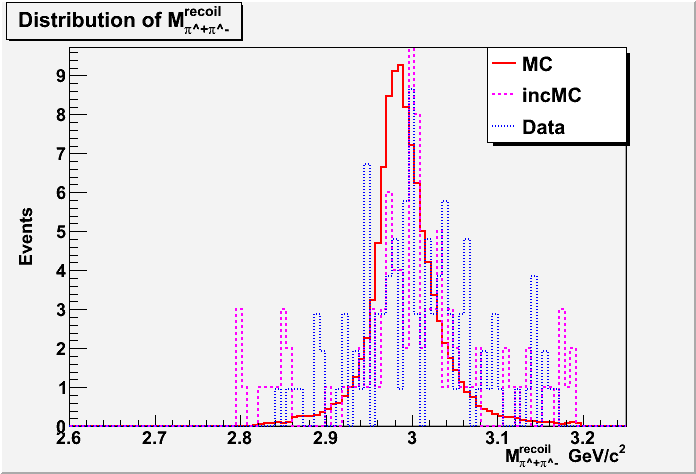 Distribution of M^recoil_π^+π^-
MC
incMC
Data
Events
9
8
7
6
5
4
3
2
1
0
2.6 2.7 2.8 2.9 3 3.1 3.2
M^recoil_π^+π^- GeV/c²